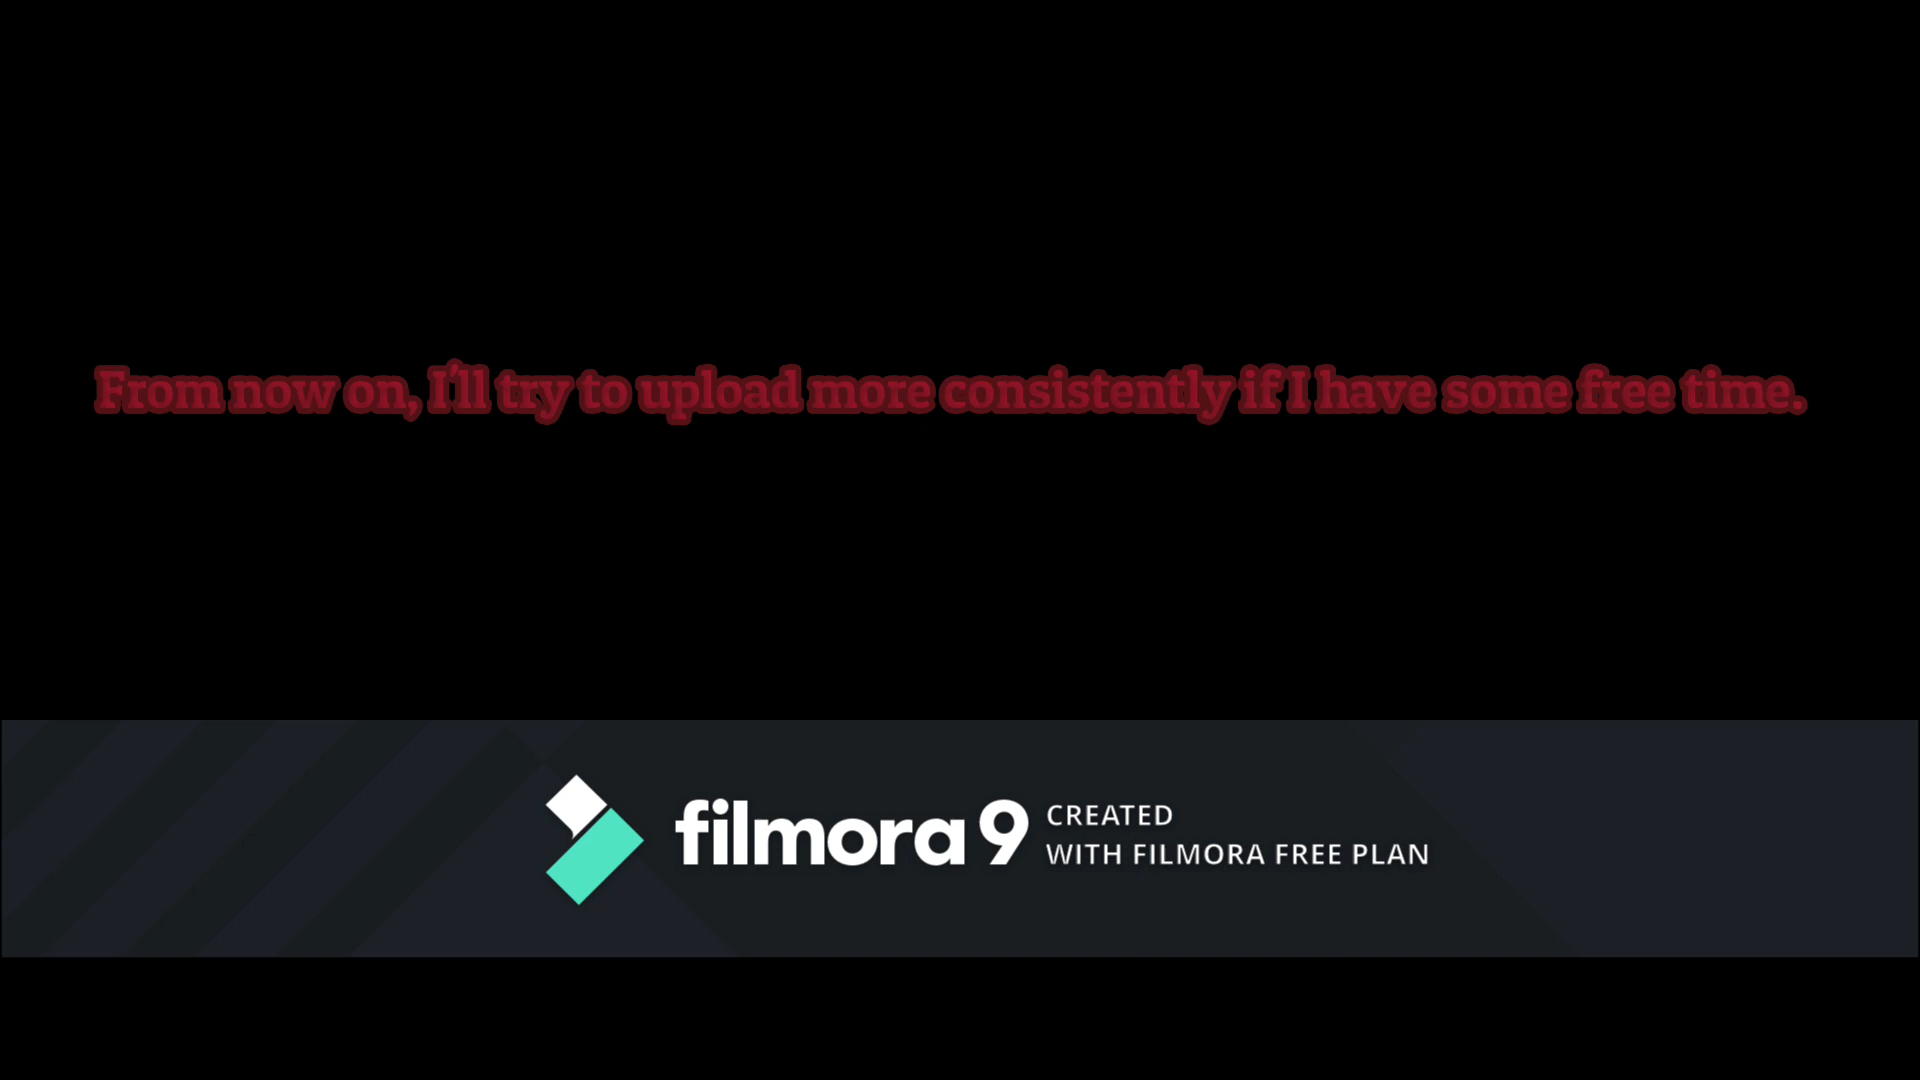 From now on, I'll try to upload more consistently if I have some free time.
filmora 9
CREATED
WITH FILMORA FREE PLAN